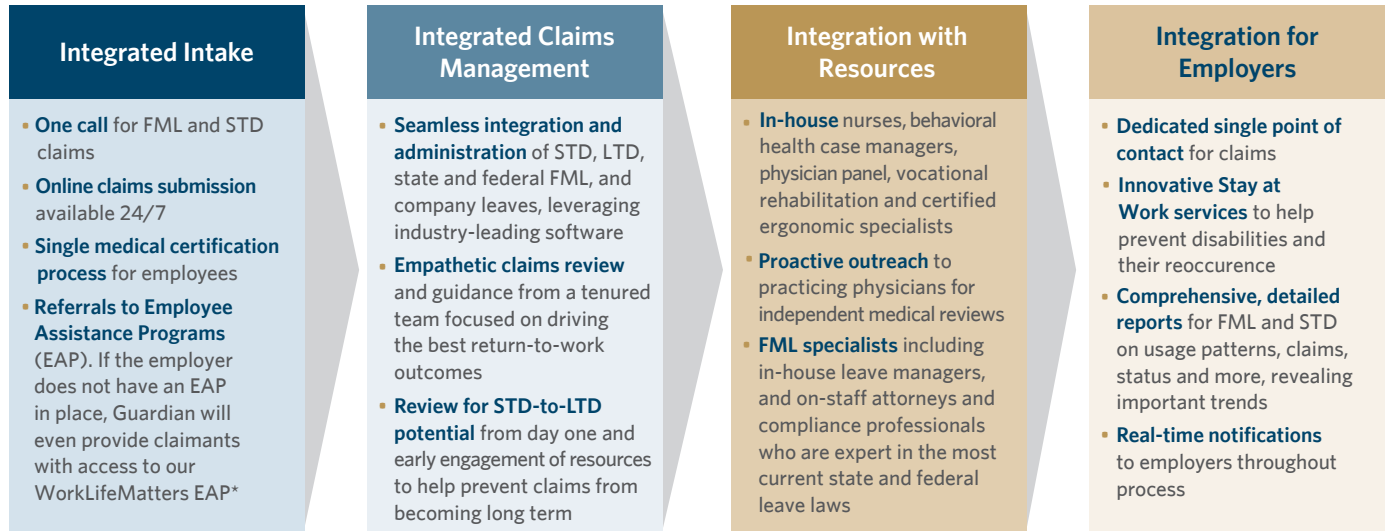 Integrated Intake
• One call for FML and STD
claims
• Online claims submission
available 24/7
• Single medical certification
process for employees
• Referrals to Employee
Assistance Programs
(EAP). If the employer
does not have an EAP
in place, Guardian will
even provide claimants
with access to our
WorkLifeMatters EAP*
Integrated Claims
Management
• Seamless integration and
administration of STD, LTD,
state and federal FML, and
company leaves, leveraging
industry-leading software
• Empathetic claims review
and guidance from a tenured
team focused on driving
the best return-to-work
outcomes
• Review for STD-to-LTD
potential from day one and
early engagement of resources
to help prevent claims from
becoming long term
Integration with
Resources
• In-house nurses, behavioral
health case managers,
physician panel, vocational
rehabilitation and certified
ergonomic specialists
• Proactive outreach to
practicing physicians for
independent medical reviews
• FML specialists including
in-house leave managers,
and on-staff attorneys and
compliance professionals
who are expert in the most
current state and federal
leave laws
Integration for
Employers
• Dedicated single point of
contact for claims
• Innovative Stay at
Work services to help
prevent disabilities and
their reoccurence
• Comprehensive, detailed
reports for FML and STD
on usage patterns, claims,
status and more, revealing
important trends
• Real-time notifications
to employers throughout
process